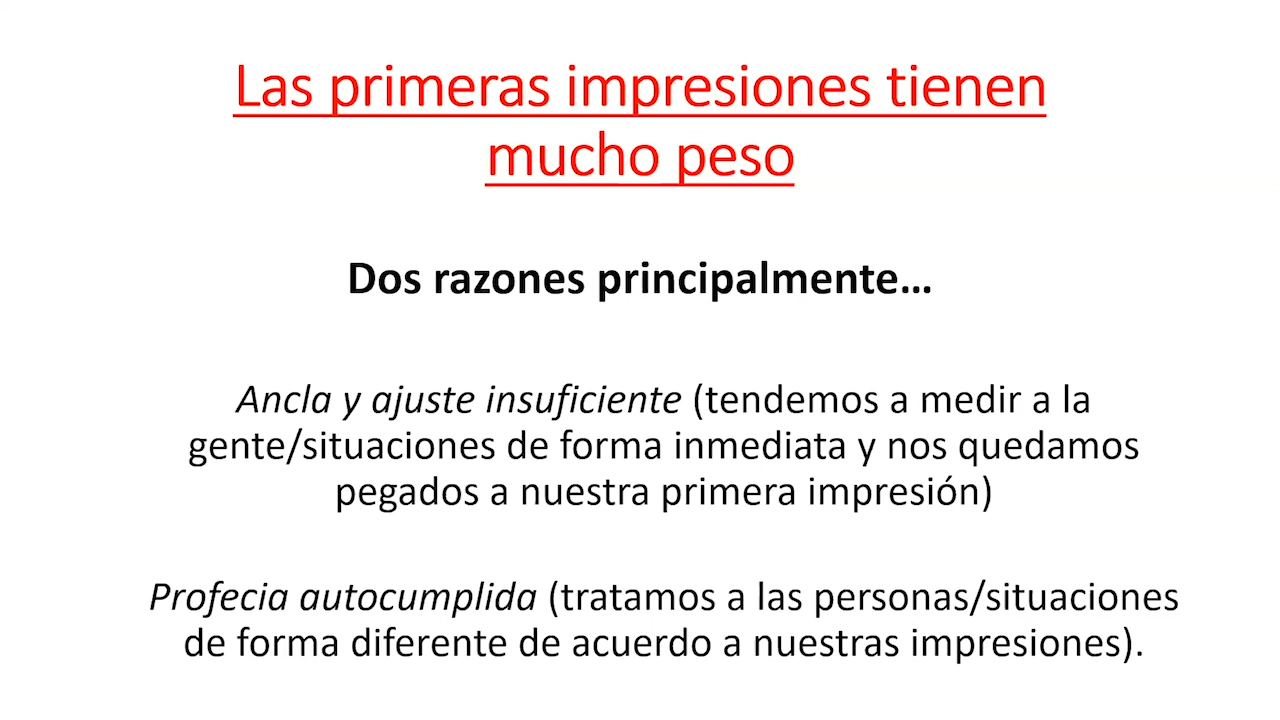 Las primeras impresiones tienen
mucho peso
Dos razones principalmente...
Ancla y ajuste insuficiente (tendemos a medir a la
gente/situaciones de forma inmediata y nos quedamos
pegados a nuestra primera impresión)
Profecia autocumplida (tratamos a las personas/situaciones
de forma diferente de acuerdo a nuestras impresiones).